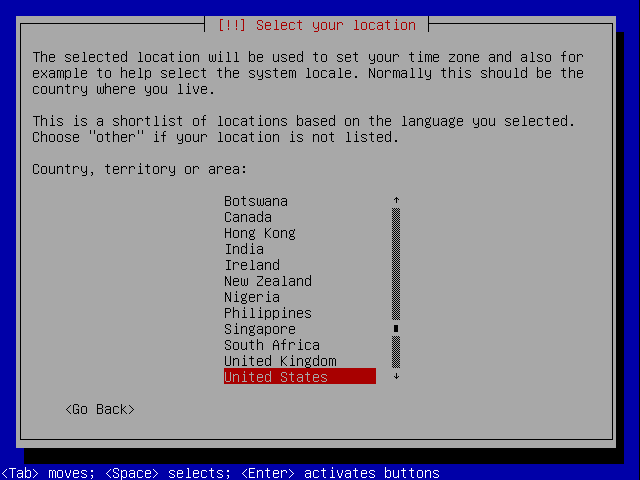 [!!] Select your location
The selected location will be used to set your time zone and also for
example to help select the system locale. Normally this should be the
country where you live.
This is a shortlist of locations based on the language you selected.
Choose "other" if your location is not listed.
Country, territory or area:
Botswana
Canada
Hong Kong
India
Ireland
New Zealand
Nigeria
Philippines
Singapore
South Africa
United Kingdom
United States
<Go Back>
<Tab> moves; <Space> selects; <Enter> activates buttons